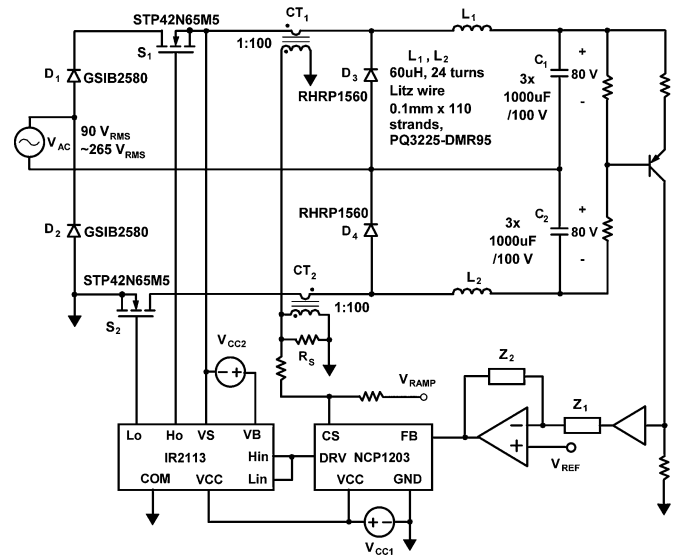 STP42N65M5
CT1
L1
S1
1:100
D1
GSIB2580
D3
RHRP1560
L1 , L2
60uH, 24 turns
Litz wire
0.1mm x 110
strands,
PQ3225-DMR95
C1
+
3x
1000uF
/100 V
80 V
-
VAC
90 VRMS
~265 VRMS
D2
GSIB2580
RHRP1560
D4
C2
+
3x
1000uF
/100 V
80 V
-
STP42N65M5
CT2
L2
S2
1:100
RS
VCC2
- +
VRAMP
Z2
Z1
-
+
VREF
Lo
Ho
VS
VB
IR2113
Hin
COM
VCC
Lin
CS
FB
DRV
NCP1203
VCC
GND
+ -
VCC1